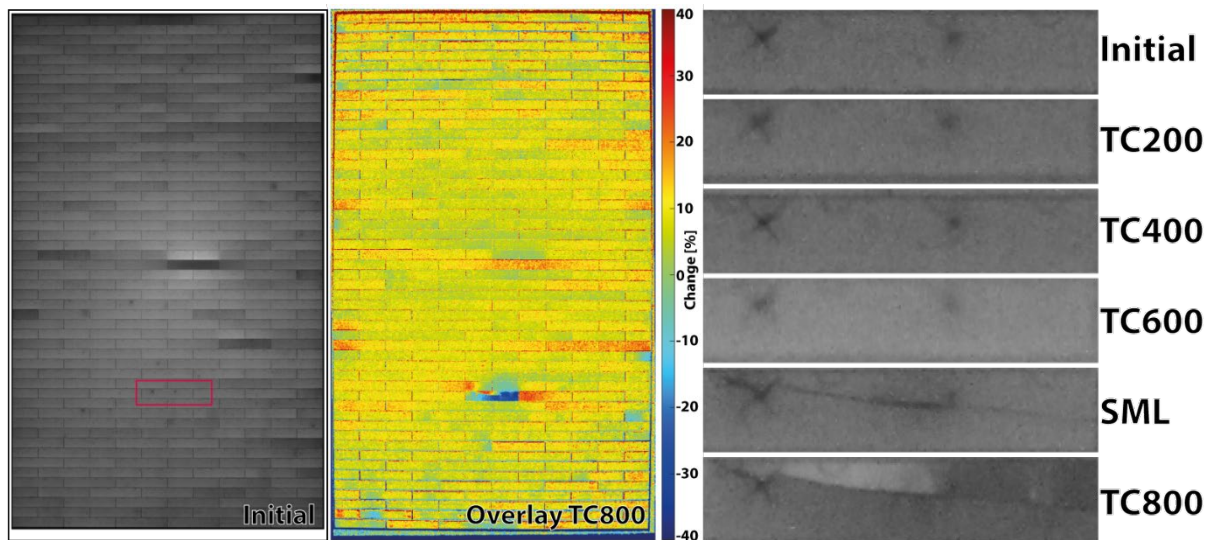 Initial
Overlay TC800
40
30
20
10
0
-10
-20
-30
-40
Change [%]
Initial
TC200
TC400
TC600
SML
TC800